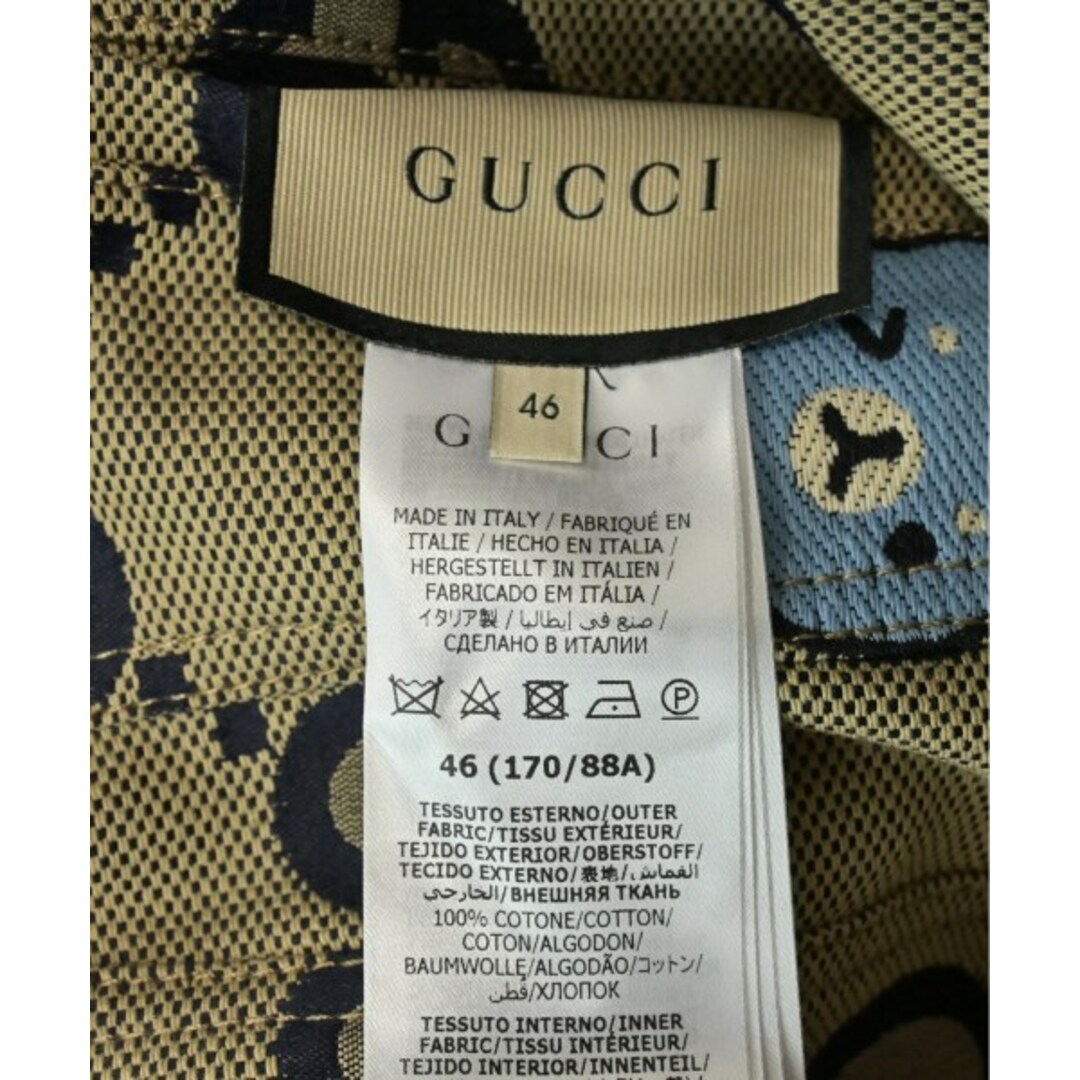 GUCCI
46
G CCI
MADE IN ITALY / FABRIQUÉ EN
ITALIE / HECHO EN ITALIA /
HERGESTELLT IN ITALIEN /
FABRICADO EM ITÁLIA /
イタリア製 / صنع في إيطاليا /
СДЕЛАНО В ИТАЛИИ
P
46 (170/88A)
TESSUTO ESTERNO/OUTER
FABRIC/TISSU EXTÉRIEUR/
TEJIDO EXTERIOR/OBERSTOFF/
TECIDO EXTERNO/表地/القماش
الخارجي/ВНЕШНЯЯ ТКАНЬ
100% COTONE/COTTON/
COTON/ALGODON/
BAUMWOLLE/ALGODÃO/コットン/
قطن/ХЛОПОК
TESSUTO INTERNO/INNER
FABRIC/TISSU INTÉRIEUR/
TEJIDO INTERIOR/INNENTEIL/